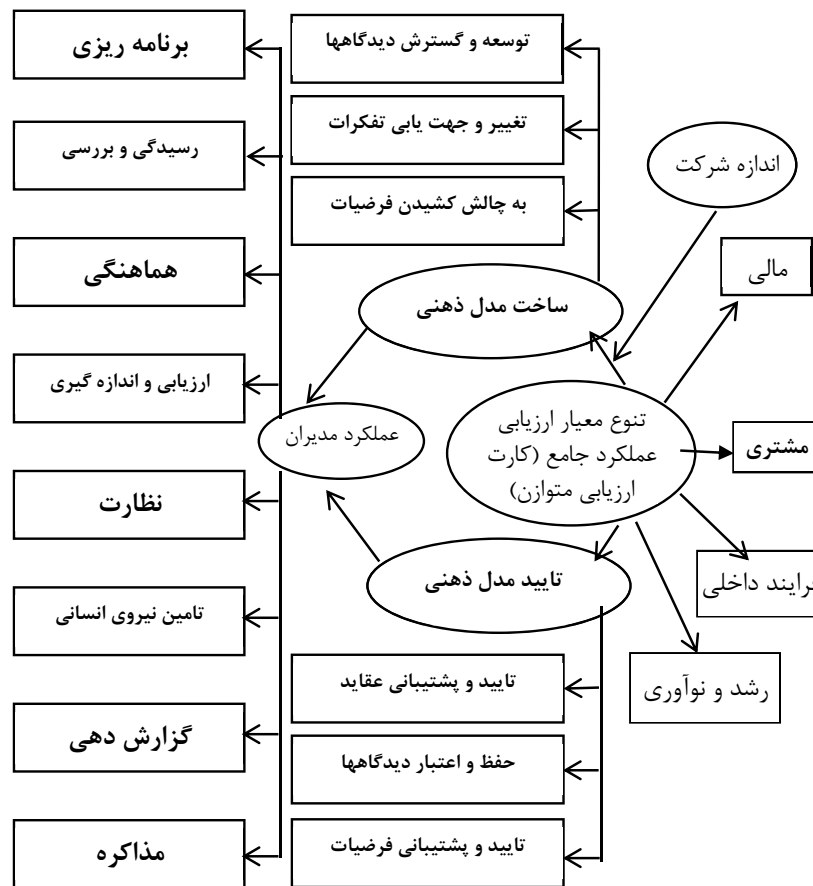 برنامه ریزی
توسعه و گسترش دیدگاهها
تغییر و جهت یابی تفکرات
رسیدگی و بررسی
اندازه شرکت
به چالش کشیدن فرضیات
هماهنگی
مالی
ساخت مدل ذهنی
ارزیابی و اندازه گیری
عملکرد مدیران
تنوع معیار ارزیابی
عملکرد جامع (کارت
ارزیابی متوازن)
مشتری
نظارت
تایید مدل ذهنی
فرایند داخلی
تامین نیروی انسانی
تایید و پشتیبانی عقاید
رشد و نوآوری
گزارش دهی
حفظ و اعتبار دیدگاهها
مذاکره
تایید و پشتیبانی فرضیات